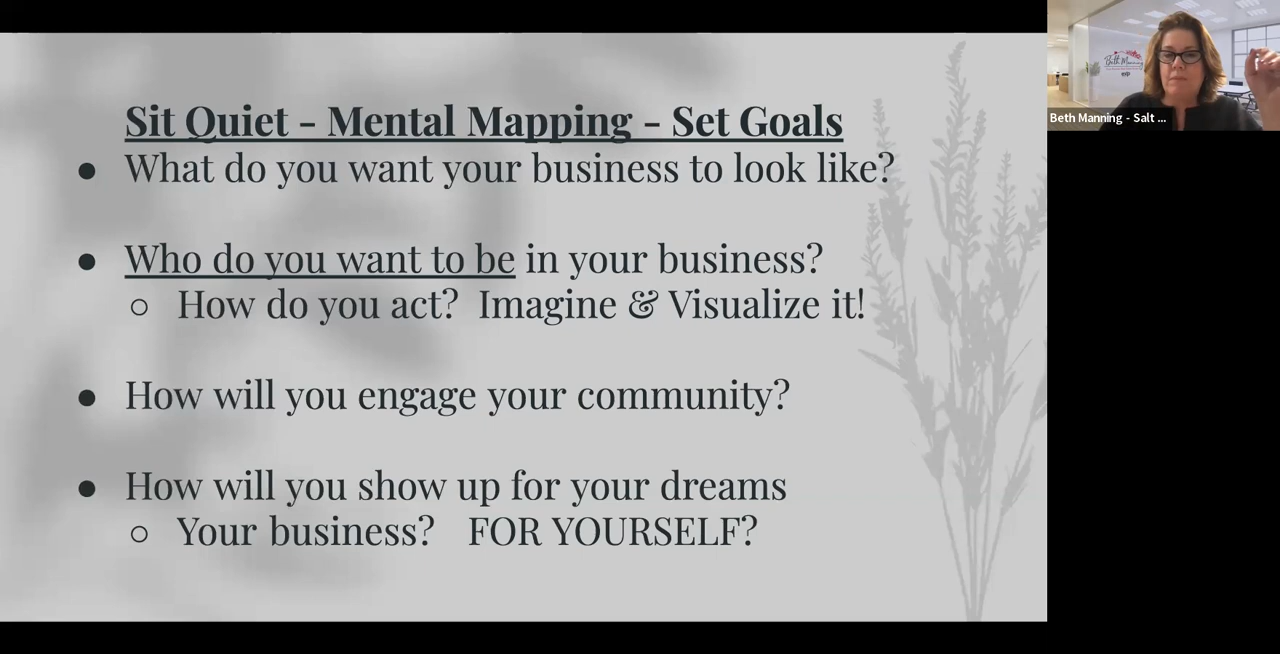 Sit Quiet - Mental Mapping - Set Goals
● What do you want your business to look like?
● Who do you want to be in your business?
○ How do you act? Imagine & Visualize it!
● How will you engage your community?
● How will you show up for your dreams
○ Your business? FOR YOURSELF?
Beth Manning
Beth Manning - Salt ...